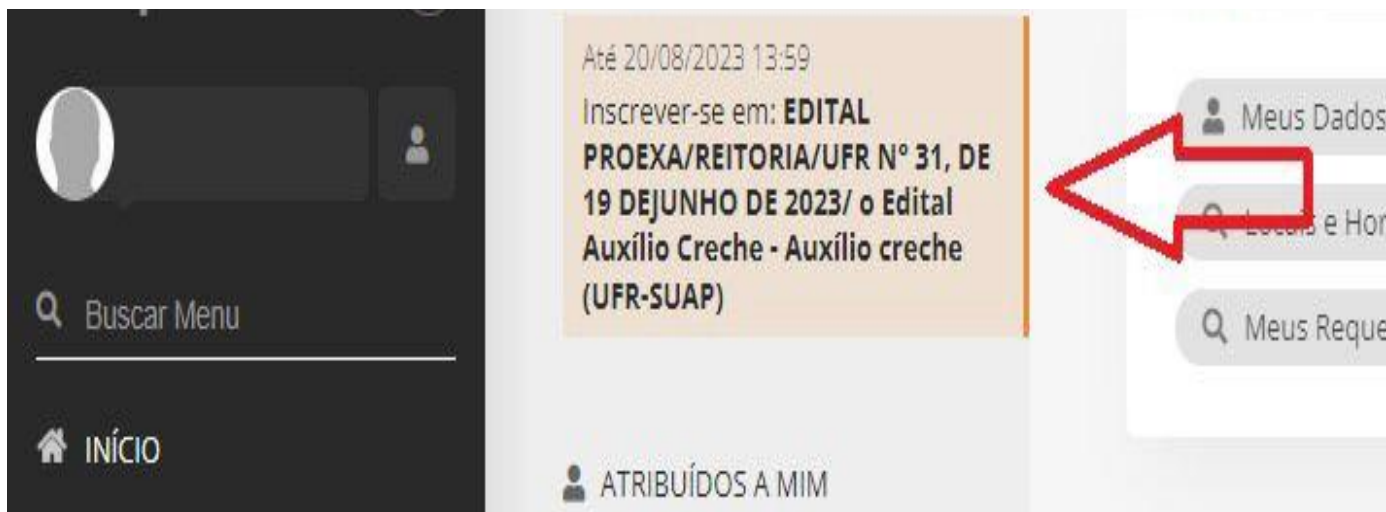 Buscar Menu
INÍCIO
Até 20/08/2023 13:59
Inscrever-se em: EDITAL
PROEXA/REITORIA/UFR Nº 31, DE
19 DEJUNHO DE 2023/ o Edital
Auxílio Creche - Auxílio creche
(UFR-SUAP)
ATRIBUÍDOS A MIM
Meus Dados
e Hor
Meus Reque